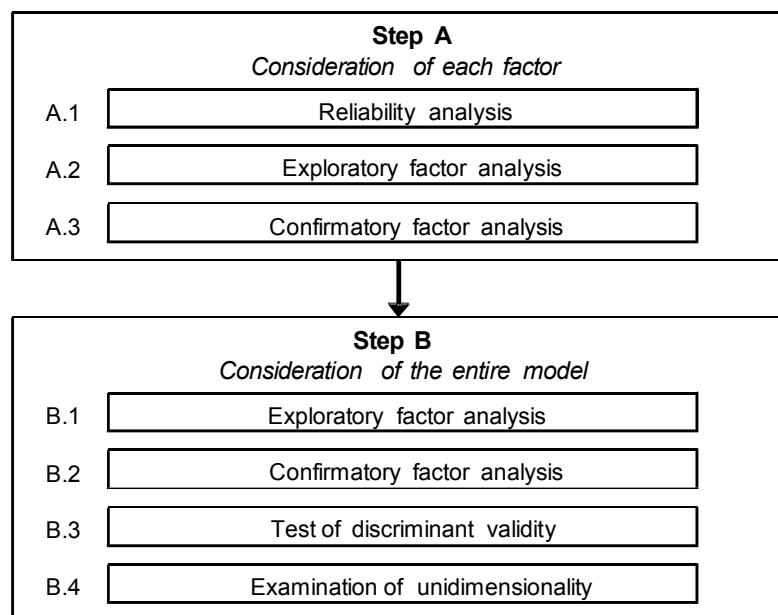 Step A
Consideration of each factor
A.1 Reliability analysis
A.2 Exploratory factor analysis
A.3 Confirmatory factor analysis
Step B
Consideration of the entire model
B.1 Exploratory factor analysis
B.2 Confirmatory factor analysis
B.3 Test of discriminant validity
B.4 Examination of unidimensionality